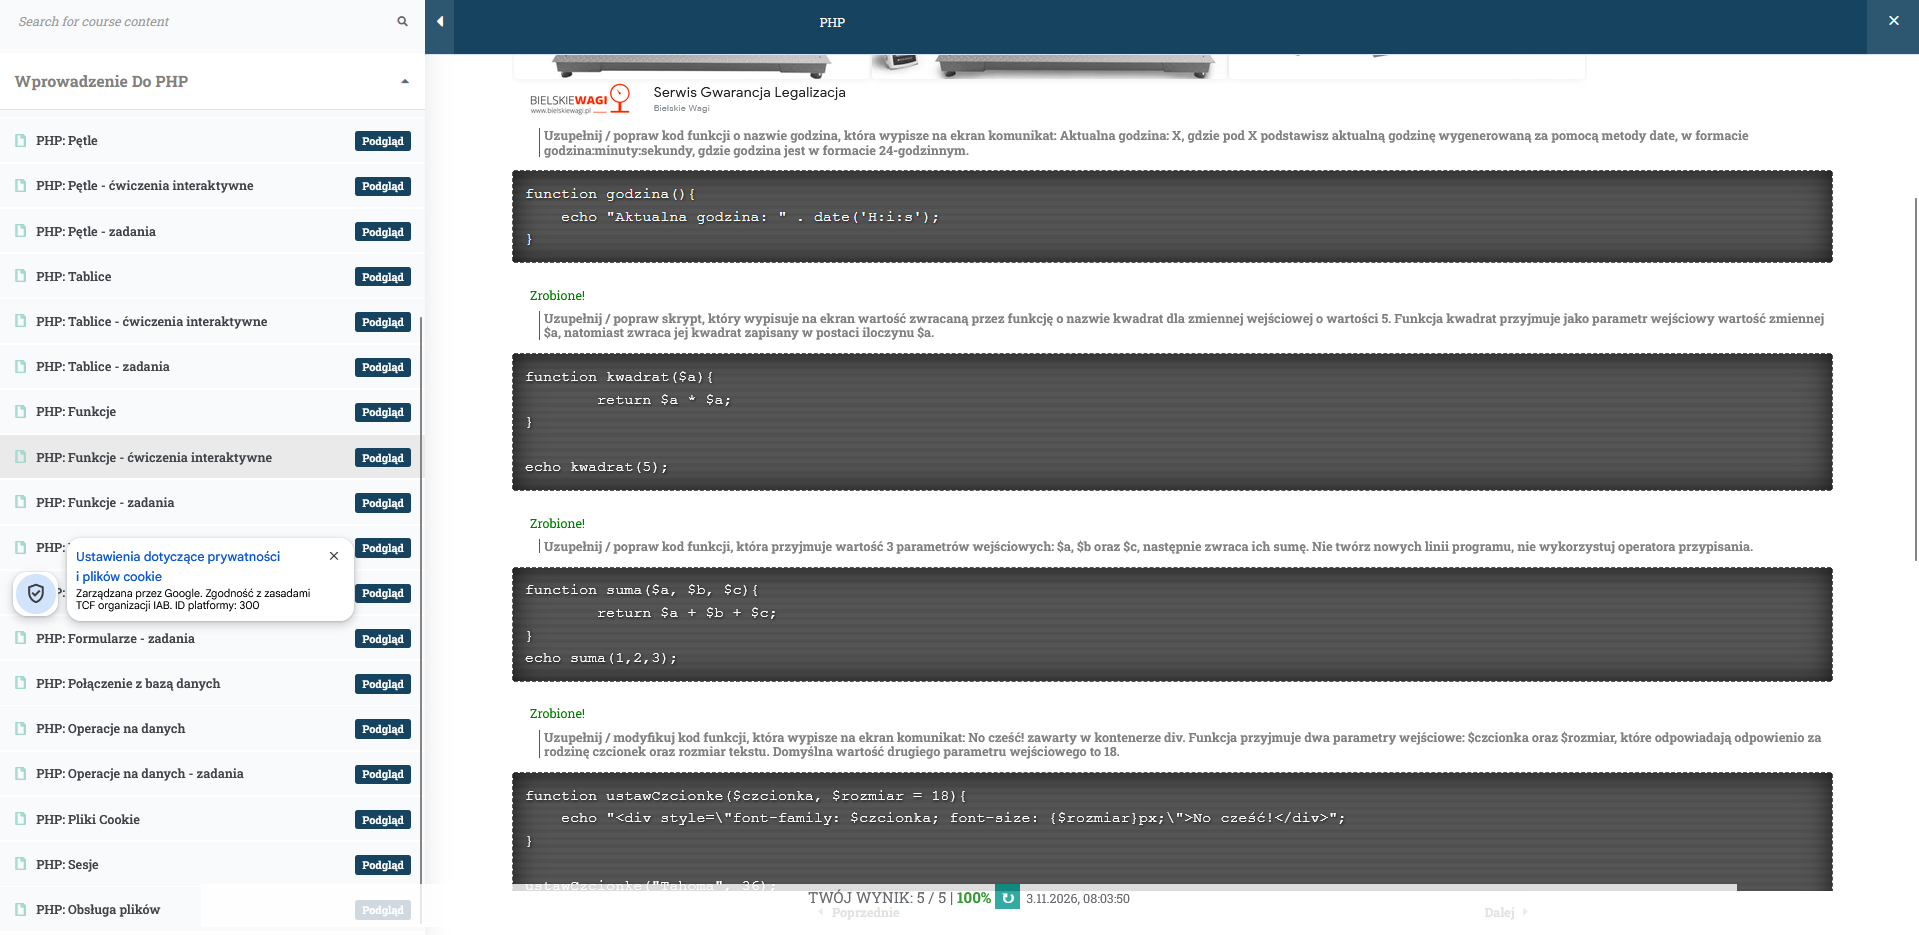 Search for course content
PHP
Wprowadzenie Do PHP
PHP: Pętle Podgląd
PHP: Pętle - ćwiczenia interaktywne Podgląd
PHP: Pętle - zadania Podgląd
PHP: Tablice Podgląd
PHP: Tablice - ćwiczenia interaktywne Podgląd
PHP: Tablice - zadania Podgląd
PHP: Funkcje Podgląd
PHP: Funkcje - ćwiczenia interaktywne Podgląd
PHP: Funkcje - zadania Podgląd
PHP: Podgląd
Podgląd
Ustawienia dotyczące prywatności
i plików cookie
Zarządzana przez Google. Zgodność z zasadami
TCF organizacji IAB. ID platformy: 300
PHP: Formularze - zadania Podgląd
PHP: Połączenie z bazą danych Podgląd
PHP: Operacje na danych Podgląd
PHP: Operacje na danych - zadania Podgląd
PHP: Pliki Cookie Podgląd
PHP: Sesje Podgląd
PHP: Obsługa plików Podgląd
BIELSKIEWAGI
www.bielskiewagi.pl
Serwis Gwarancja Legalizacja
Bielskie Wagi
Uzupełnij / popraw kod funkcji o nazwie godzina, która wypisze na ekran komunikat: Aktualna godzina: X, gdzie pod X podstawisz aktualną godzinę wygenerowaną za pomocą metody date, w formacie
godzina:minuty:sekundy, gdzie godzina jest w formacie 24-godzinnym.
function godzina(){
echo "Aktualna godzina: " . date('H:i:s');
}
Zrobione!
Uzupełnij / popraw skrypt, który wypisuje na ekran wartość zwracaną przez funkcję o nazwie kwadrat dla zmiennej wejściowej o wartości 5. Funkcja kwadrat przyjmuje jako parametr wejściowy wartość zmiennej
$a, natomiast zwraca jej kwadrat zapisany w postaci iloczynu $a.
function kwadrat($a){
return $a * $a;
}
echo kwadrat(5);
Zrobione!
Uzupełnij / popraw kod funkcji, która przyjmuje wartość 3 parametrów wejściowych: $a, $b oraz $c, następnie zwraca ich sumę. Nie twórz nowych linii programu, nie wykorzystuj operatora przypisania.
function suma($a, $b, $c){
return $a + $b + $c;
}
echo suma(1,2,3);
Zrobione!
Uzupełnij / modyfikuj kod funkcji, która wypisze na ekran komunikat: No cześć! zawarty w kontenerze div. Funkcja przyjmuje dwa parametry wejściowe: $czcionka oraz $rozmiar, które odpowiadają odpowienio za
rodzinę czcionek oraz rozmiar tekstu. Domyślna wartość drugiego parametru wejściowego to 18.
function ustawCzcionke($czcionka, $rozmiar = 18){
echo "<div style=\"font-family: $czcionka; font-size: {$rozmiar}px;\">No cześć!</div>";
}
ustawCzcionke("Tahoma", 36);
TWÓJ WYNIK: 5 / 5 | 100% 3.11.2026, 08:03:50
Poprzednie Dalej